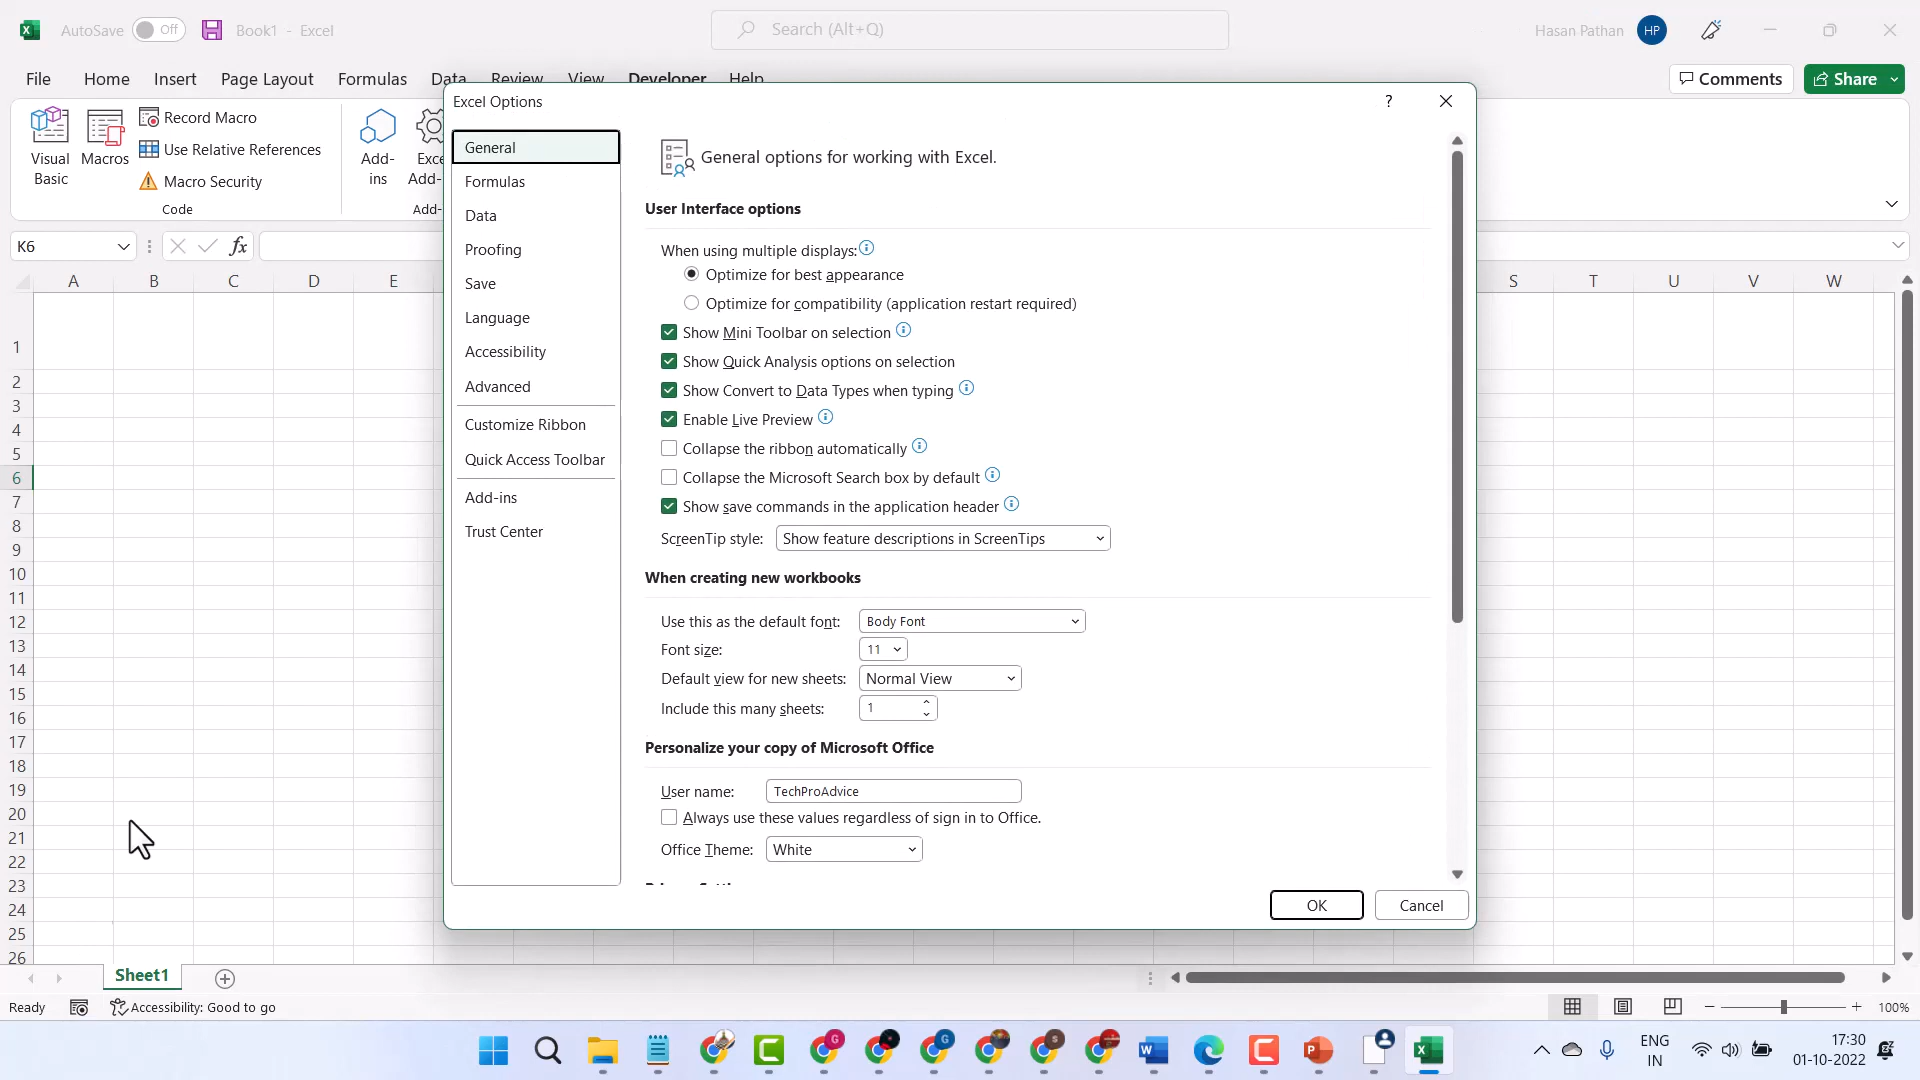 AutoSave Off Book1 - Excel Search (Alt+Q) Hasan Pathan HP
File Home Insert Page Layout Formulas Data Review View Developer Help Comments Share
Visual Basic
Macros
Record Macro
Use Relative References
Macro Security
Code
Add-ins
K6
fx
A B C D E S T U V W
1
2
3
4
5
6
7
8
9
10
11
12
13
14
15
16
17
18
19
20
21
22
23
24
25
26
Excel Options ?
General
Formulas
Data
Proofing
Save
Language
Accessibility
Advanced
Customize Ribbon
Quick Access Toolbar
Add-ins
Trust Center
General options for working with Excel.
User Interface options
When using multiple displays:
Optimize for best appearance
Optimize for compatibility (application restart required)
Show Mini Toolbar on selection
Show Quick Analysis options on selection
Show Convert to Data Types when typing
Enable Live Preview
Collapse the ribbon automatically
Collapse the Microsoft Search box by default
Show save commands in the application header
ScreenTip style: Show feature descriptions in ScreenTips
When creating new workbooks
Use this as the default font: Body Font
Font size: 11
Default view for new sheets: Normal View
Include this many sheets: 1
Personalize your copy of Microsoft Office
User name: TechProAdvice
Always use these values regardless of sign in to Office.
Office Theme: White
OK Cancel
Sheet1
Ready Accessibility: Good to go 100%
ENG
IN
17:30
01-10-2022